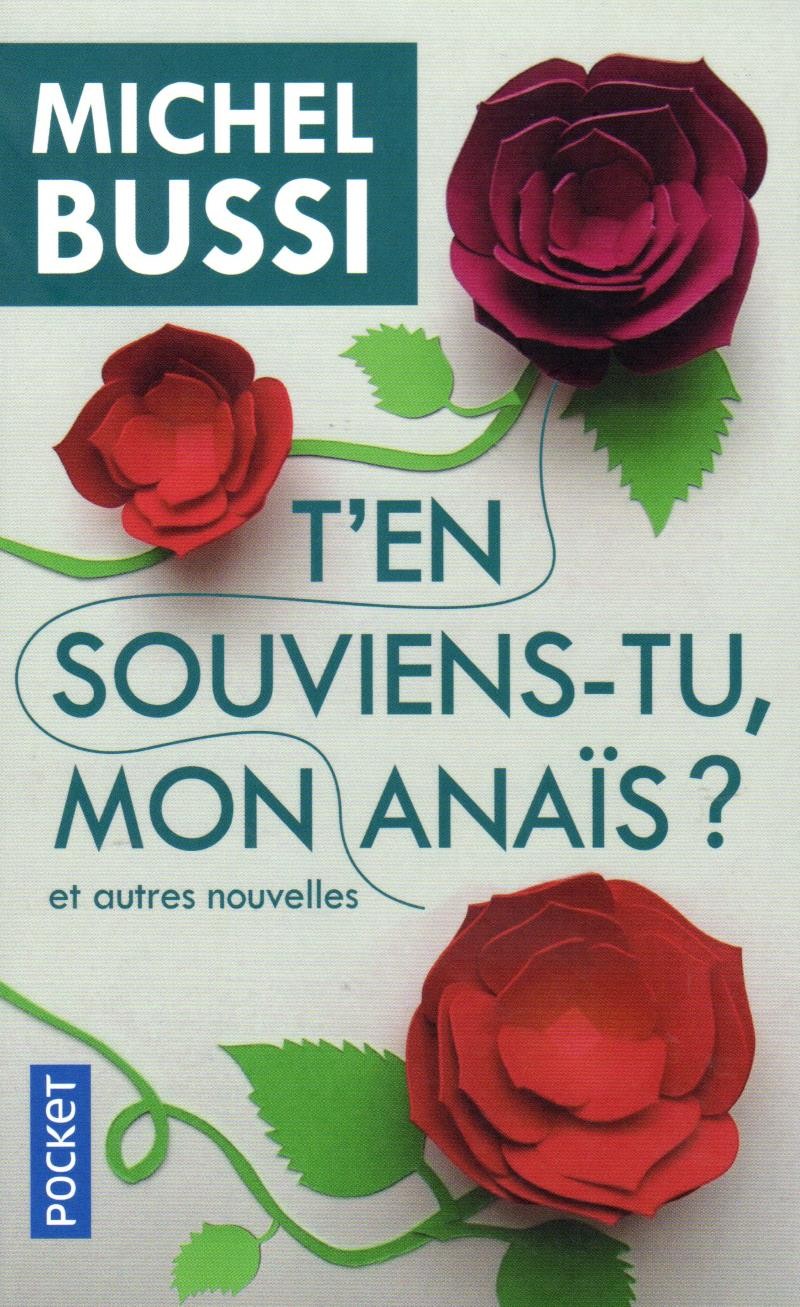 MICHEL
BUSSI
T'EN
SOUVIENS-TU,
MON ANAÏS ?
et autres nouvelles
POCKET